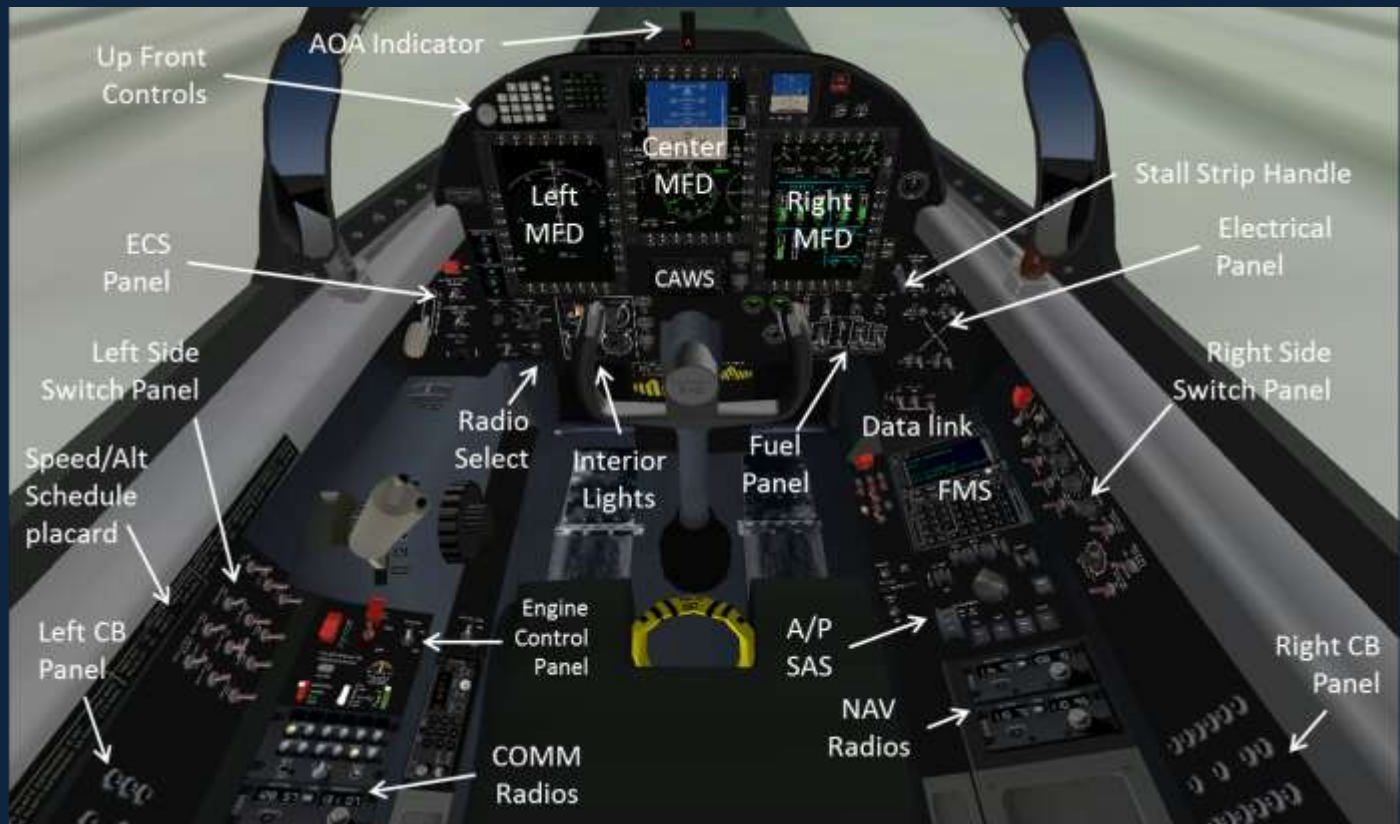 AOA Indicator
Up Front
Controls
Center
MFD
Left
MFD
Right
MFD
Stall Strip Handle
Electrical
Panel
ECS
Panel
CAWS
Left Side
Switch Panel
Right Side
Switch Panel
Radio
Select
Interior
Lights
Fuel
Panel
Data link
FMS
Speed/Alt
Schedule
placard
Left CB
Panel
Engine
Control
Panel
A/P
SAS
Right CB
Panel
NAV
Radios
COMM
Radios